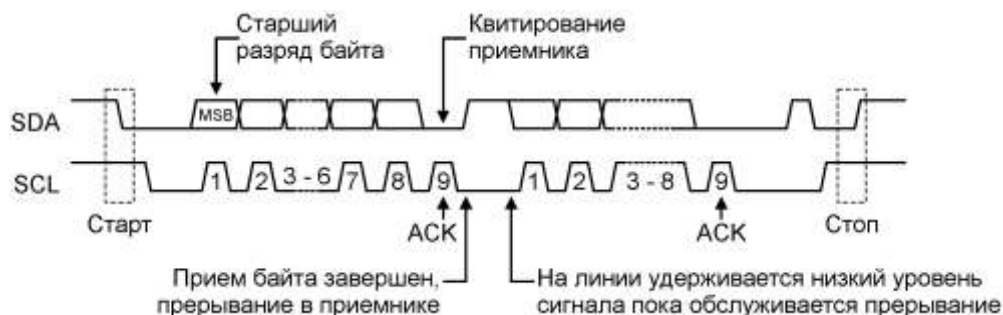 Старший
разряд байта
Квитирование
приемника
SDA
MSB
SCL
1 2 3 - 6 7 8 9 1 2 3 - 8 9
Старт
ACK
ACK
Стоп
Прием байта завершен,
прерывание в приемнике
На линии удерживается низкий уровень
сигнала пока обслуживается прерывание